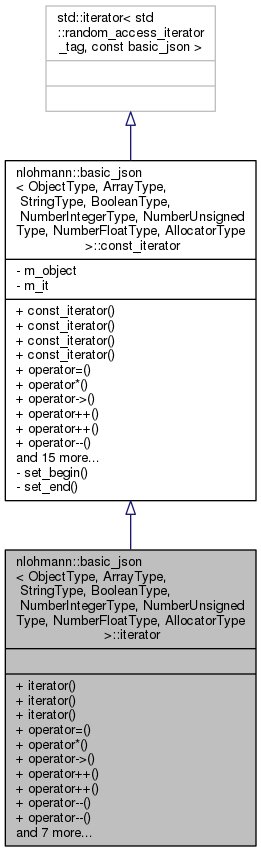 std::iterator< std
::random_access_iterator
_tag, const basic_json >
nlohmann::basic_json
< ObjectType, ArrayType,
StringType, BooleanType,
NumberIntegerType, NumberUnsigned
Type, NumberFloatType, AllocatorType
>::const_iterator
- m_object
- m_it
+ const_iterator()
+ const_iterator()
+ const_iterator()
+ const_iterator()
+ operator=()
+ operator*()
+ operator->()
+ operator++()
+ operator++()
+ operator--()
and 15 more...
- set_begin()
- set_end()
nlohmann::basic_json
< ObjectType, ArrayType,
StringType, BooleanType,
NumberIntegerType, NumberUnsigned
Type, NumberFloatType, AllocatorType
>::iterator
+ iterator()
+ iterator()
+ iterator()
+ operator=()
+ operator*()
+ operator->()
+ operator++()
+ operator++()
+ operator--()
+ operator--()
and 7 more...